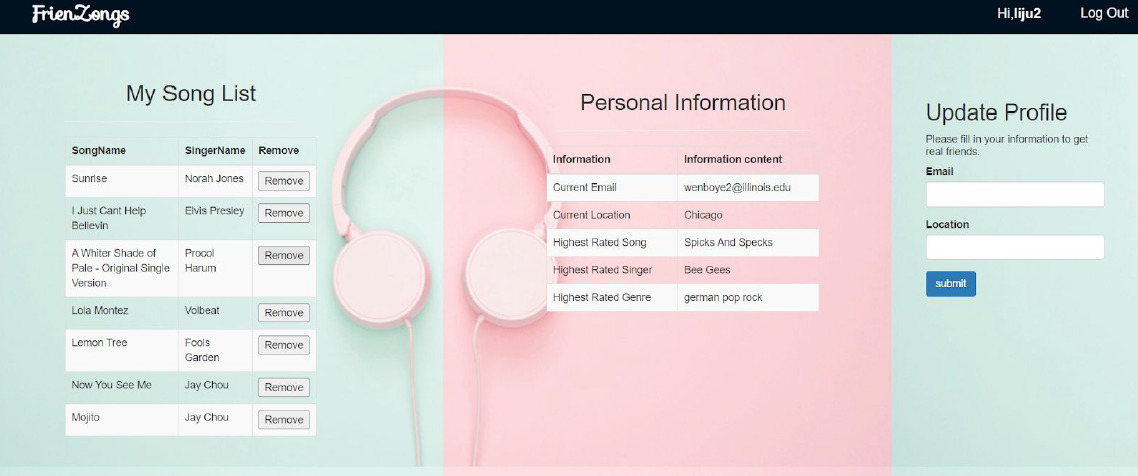 FrienZongs
Hi,liju2 Log Out
My Song List
SongName SingerName Remove
Sunrise Norah Jones Remove
I Just Cant Help Elvis Presley Remove
Bellevin
A Whiter Shade of Procol Remove
Pale - Original Single Harum
Version
Lola Montez Volbeat Remove
Lemon Tree Fools Remove
Garden
Now You See Me Jay Chou Remove
Mojito Jay Chou Remove
Personal Information
Information Information content
Current Email wenboye2@illinois.edu
Current Location Chicago
Highest Rated Song Spicks And Specks
Highest Rated Singer Bee Gees
Highest Rated Genre german pop rock
Update Profile
Please fill in your information to get
real friends.
Email
Location
submit